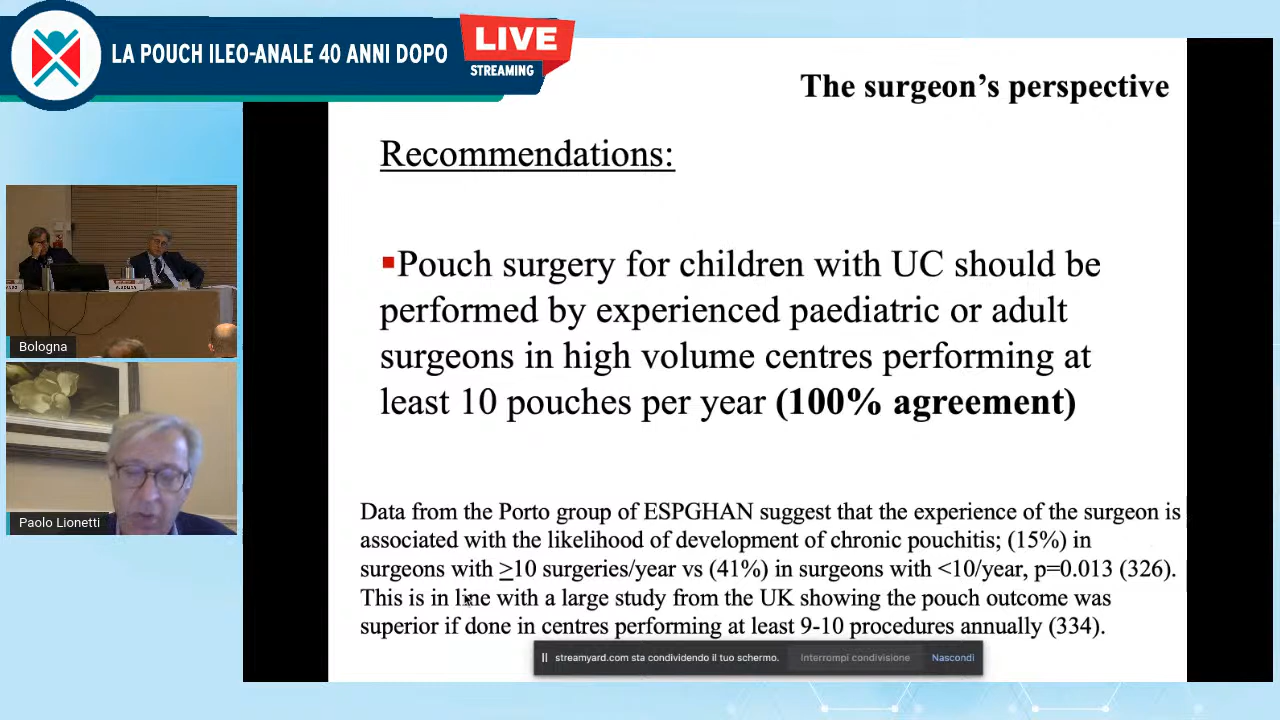 LA POUCH ILEO-ANALE 40 ANNI DOPO
LIVE
STREAMING
The surgeon's perspective
Recommendations:
▪Pouch surgery for children with UC should be
performed by experienced paediatric or adult
surgeons in high volume centres performing at
least 10 pouches per year (100% agreement)
Data from the Porto group of ESPGHAN suggest that the experience of the surgeon is
associated with the likelihood of development of chronic pouchitis; (15%) in
surgeons with >10 surgeries/year vs (41%) in surgeons with <10/year, p=0.013 (326).
This is in line with a large study from the UK showing the pouch outcome was
superior if done in centres performing at least 9-10 procedures annually (334).
streamyard.com sta condividendo il tuo schermo.
Interrompi condivisione
Nascondi
Bologna
Paolo Lionetti